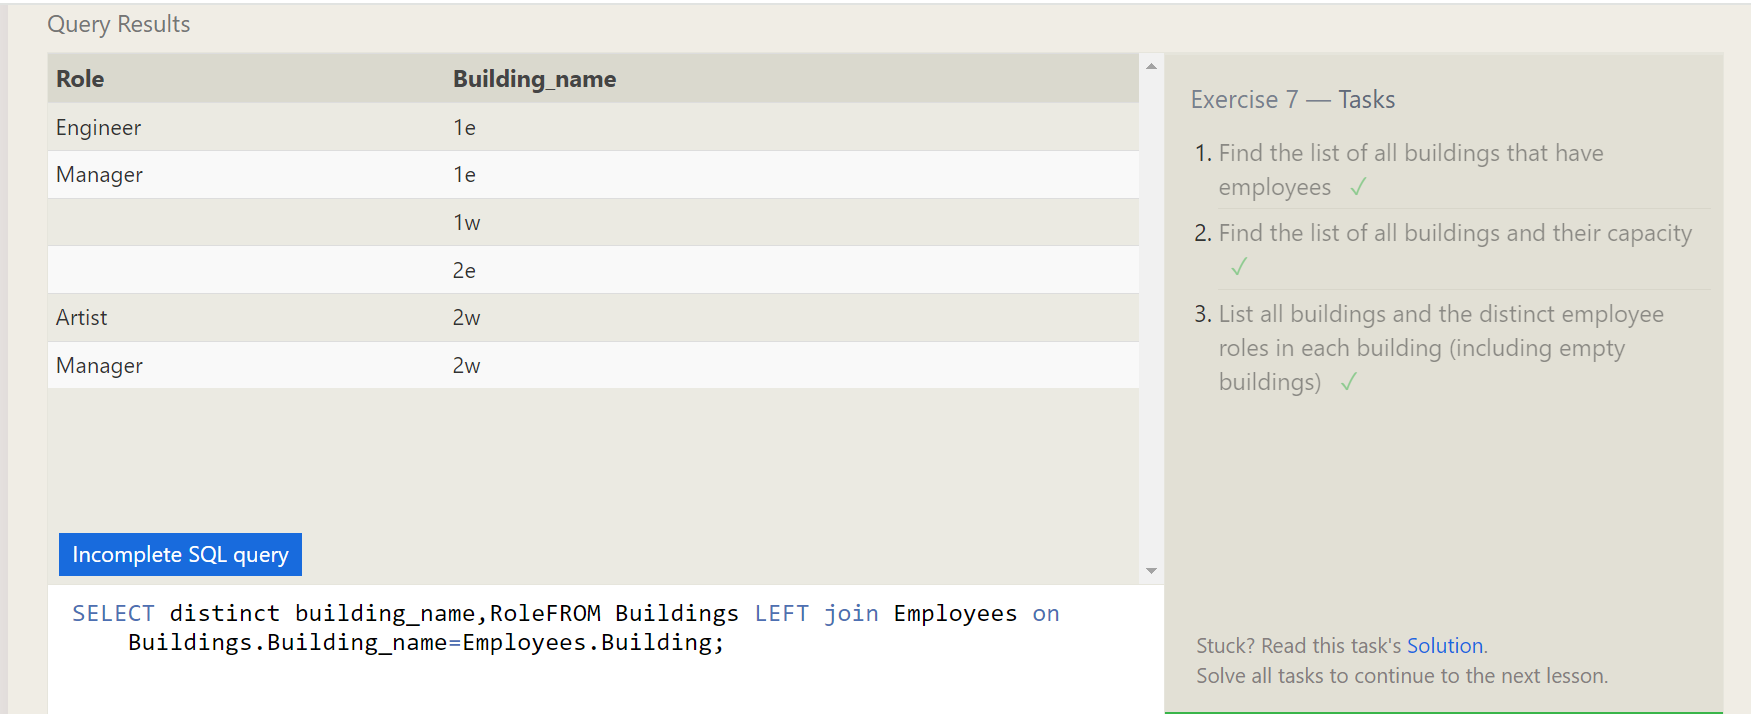 Query Results
Role Building_name
Engineer 1e
Manager 1e
1w
2e
Artist 2w
Manager 2w
Incomplete SQL query
SELECT distinct building_name,RoleFROM Buildings LEFT join Employees on
Buildings.Building_name=Employees.Building;
Exercise 7 — Tasks
1. Find the list of all buildings that have
employees ✓
2. Find the list of all buildings and their capacity
✓
3. List all buildings and the distinct employee
roles in each building (including empty
buildings) ✓
Stuck? Read this task's Solution.
Solve all tasks to continue to the next lesson.